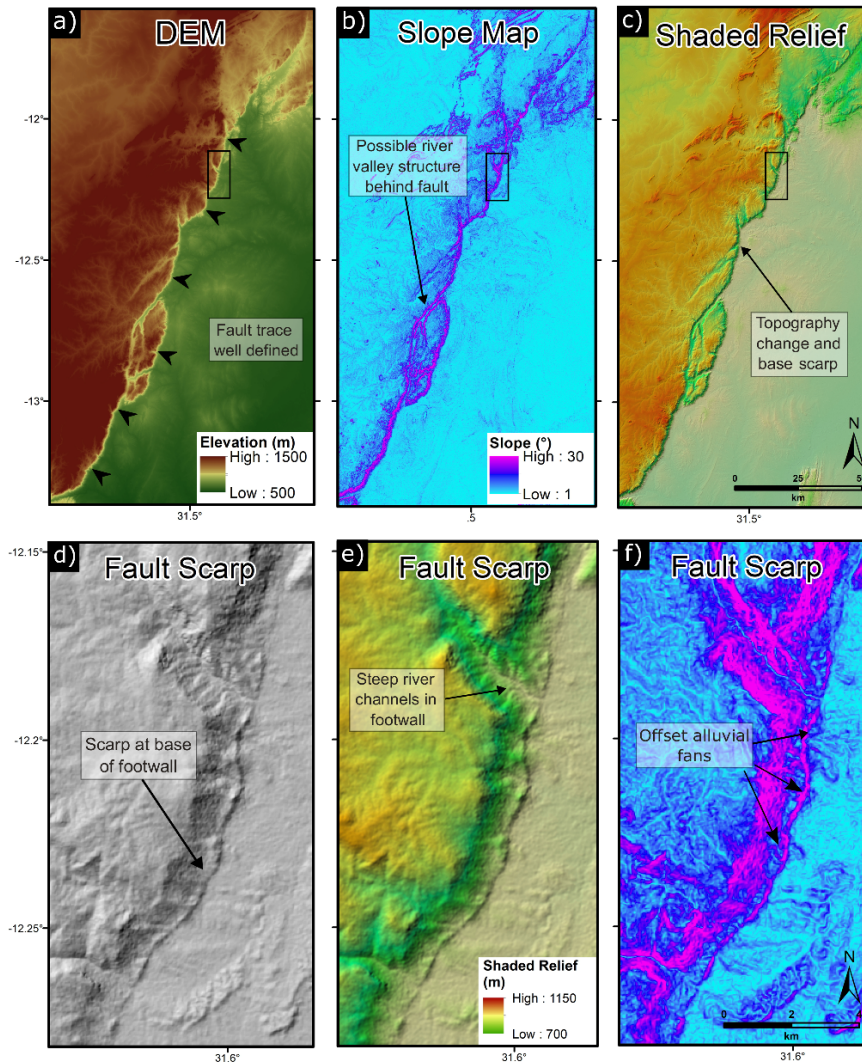 a)
DEM
-12°
-12.5°
-13°
Fault trace
well defined
Elevation (m)
High : 1500
Low : 500
31.5°
b)
Slope Map
Possible river
valley structure
behind fault
Slope (°)
High : 30
Low : 1
.5°
c)
Shaded Relief
Topography
change and
base scarp
N
0 25 50
km
31.5°
d)
Fault Scarp
-12.15°
-12.2°
-12.25°
Scarp at base
of footwall
31.6°
e)
Fault Scarp
Steep river
channels in
footwall
Shaded Relief
(m)
High : 1150
Low : 700
31.6°
f)
Fault Scarp
Offset alluvial
fans
N
0 2 4
km
31.6°